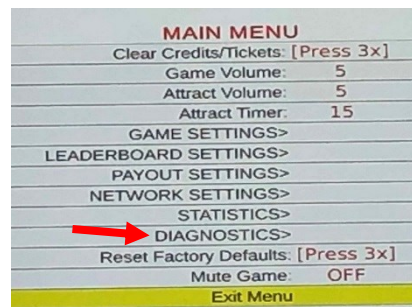 MAIN MENU
Clear Credits/Tickets: [Press 3x]
Game Volume: 5
Attract Volume: 5
Attract Timer: 15
GAME SETTINGS>
LEADERBOARD SETTINGS>
PAYOUT SETTINGS>
NETWORK SETTINGS>
STATISTICS>
DIAGNOSTICS>
Reset Factory Defaults: [Press 3x]
Mute Game: OFF
Exit Menu